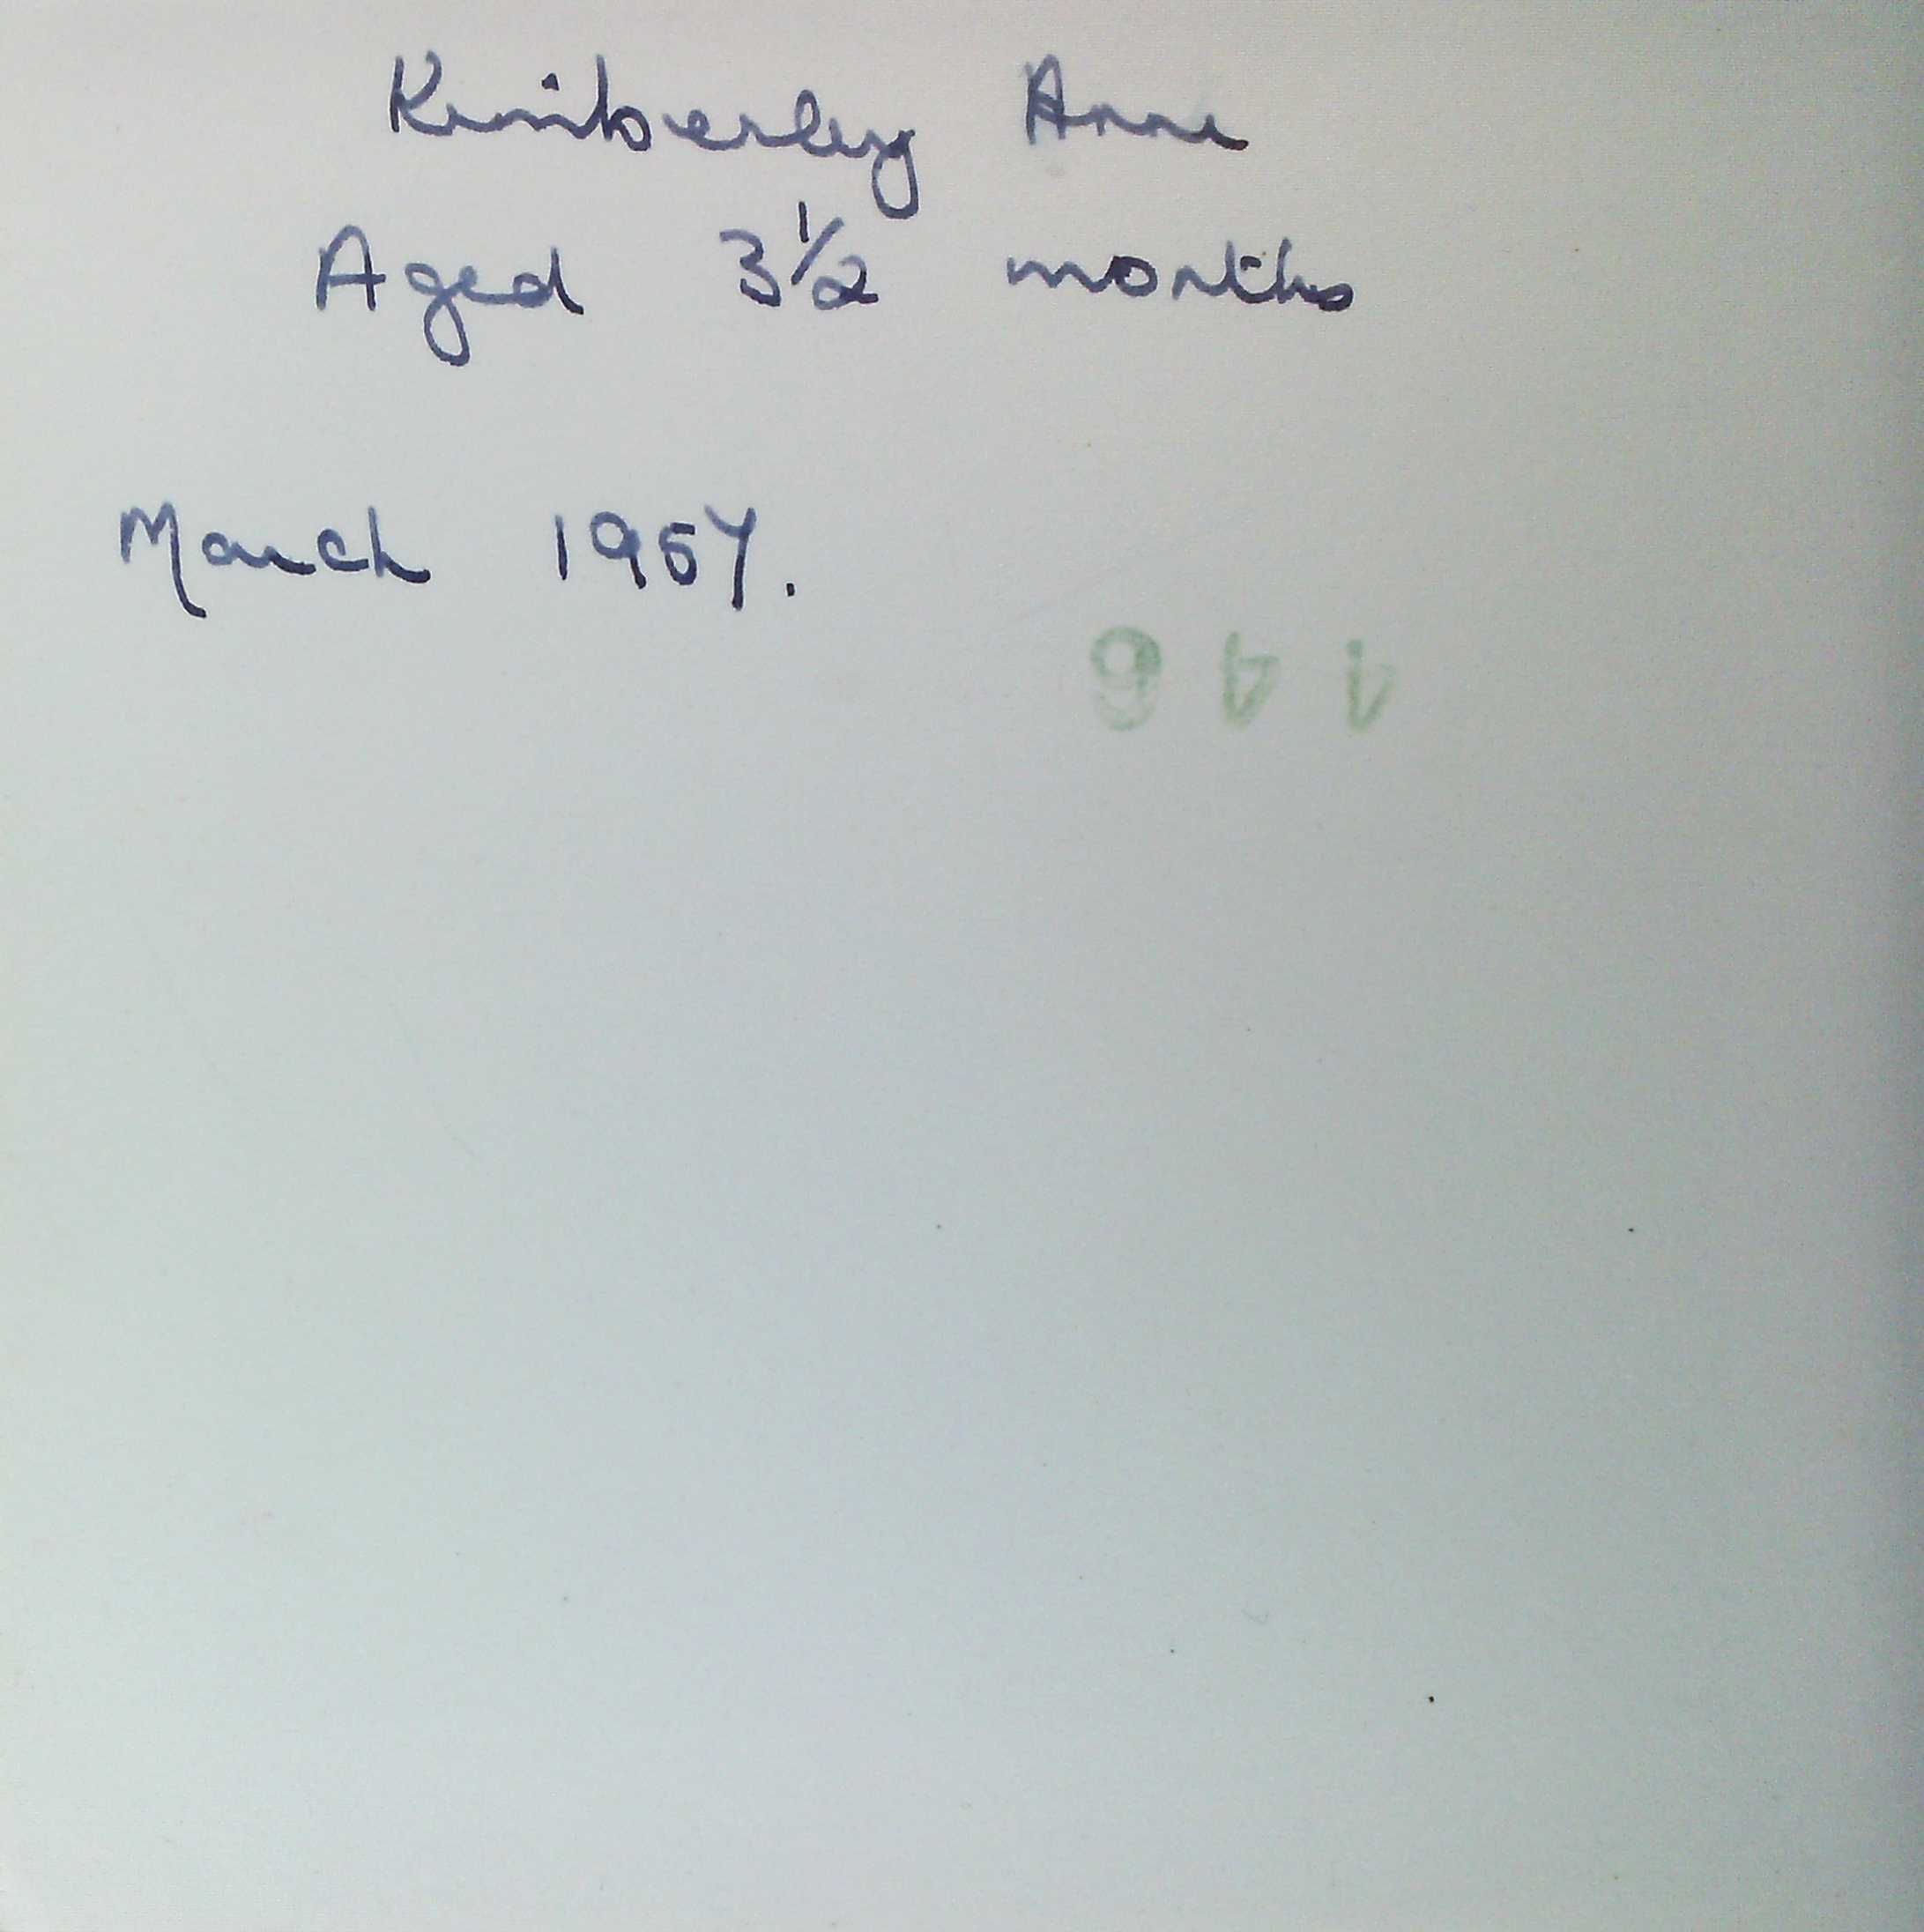 Kimberley Anne
Aged 3½ months
March 1957.
146